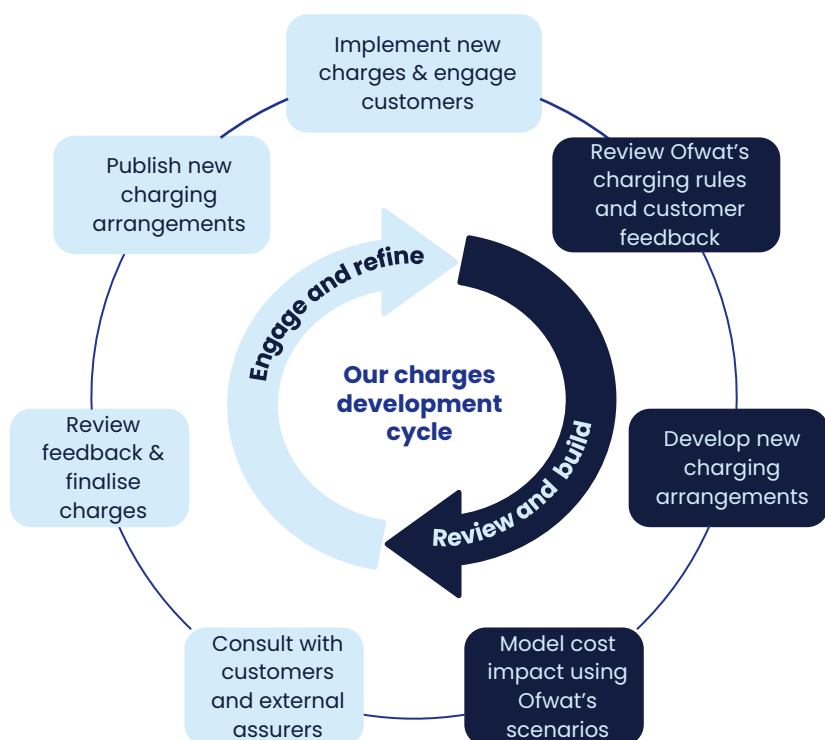 Implement new
charges & engage
customers
Review Ofwat's
charging rules
and customer
feedback
Develop new
charging
arrangements
Model cost
impact using
Ofwat's
scenarios
Consult with
customers
and external
assurers
Review
feedback &
finalise
charges
Publish new
charging
arrangements
Engage and refine
Review and build
Our charges
development
cycle